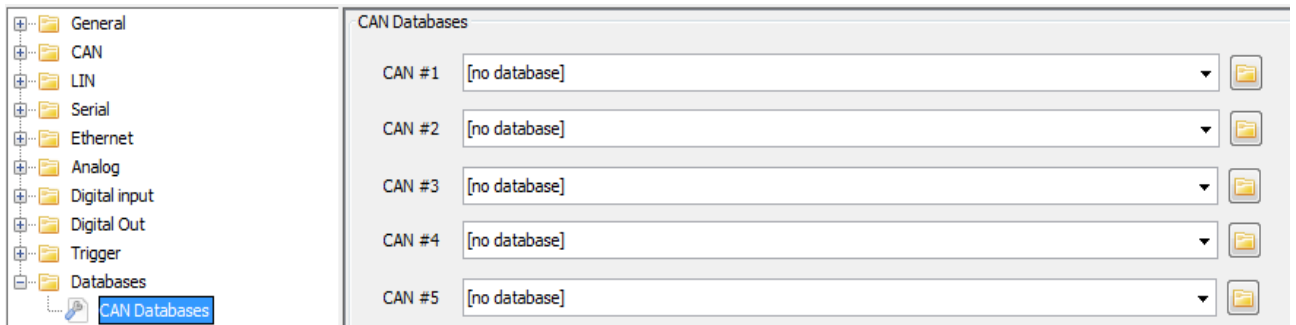 General
CAN
LIN
Serial
Ethernet
Analog
Digital input
Digital Out
Trigger
Databases
CAN Databases
CAN Databases
CAN #1 [no database]
CAN #2 [no database]
CAN #3 [no database]
CAN #4 [no database]
CAN #5 [no database]